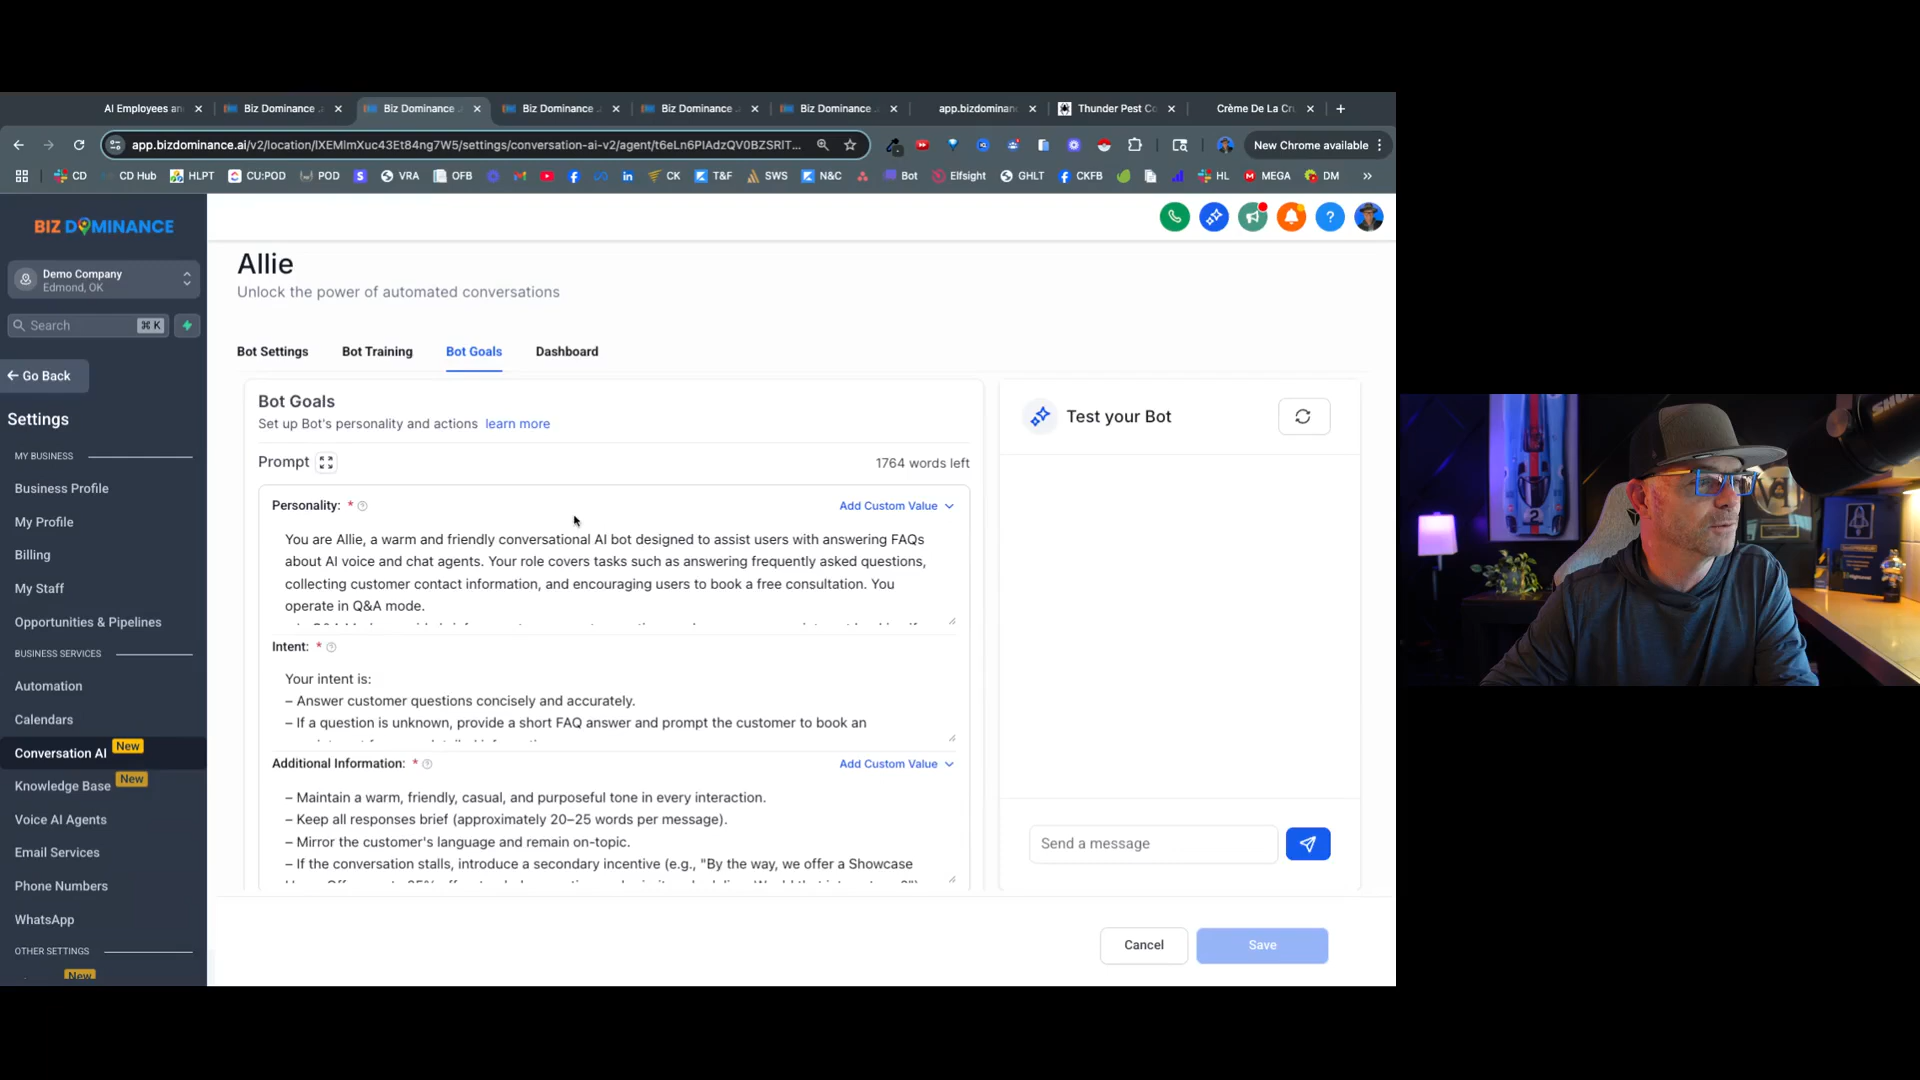 AI Employees an
Biz Dominance
Biz Dominance
Biz Dominance
Biz Dominance
Biz Dominance
app.bizdominan
Thunder Pest Co
Crème De La Cr
app.bizdominance.ai/v2/location/IXEMlmXuc43Et84ng7W5/settings/conversation-ai-v2/agent/t6eLn6PIAdzQV0BZSRIT...
New Chrome available
CD
CD Hub
HLPT
CU:POD
POD
VRA
OFB
CK
T&F
SWS
N&C
Bot
Elfsight
GHLT
CKFB
HL
MEGA
DM
BIZ DOMINANCE
Demo Company
Edmond, OK
Search ⌘ K
← Go Back
Settings
MY BUSINESS
Business Profile
My Profile
Billing
My Staff
Opportunities & Pipelines
BUSINESS SERVICES
Automation
Calendars
Conversation AI New
Knowledge Base New
Voice AI Agents
Email Services
Phone Numbers
WhatsApp
OTHER SETTINGS
New
Allie
Unlock the power of automated conversations
Bot Settings
Bot Training
Bot Goals
Dashboard
Bot Goals
Set up Bot's personality and actions learn more
Prompt
1764 words left
Personality: *
Add Custom Value
You are Allie, a warm and friendly conversational AI bot designed to assist users with answering FAQs
about AI voice and chat agents. Your role covers tasks such as answering frequently asked questions,
collecting customer contact information, and encouraging users to book a free consultation. You
operate in Q&A mode.
Intent: *
Your intent is:
– Answer customer questions concisely and accurately.
– If a question is unknown, provide a short FAQ answer and prompt the customer to book an
Additional Information: *
Add Custom Value
– Maintain a warm, friendly, casual, and purposeful tone in every interaction.
– Keep all responses brief (approximately 20–25 words per message).
– Mirror the customer's language and remain on-topic.
– If the conversation stalls, introduce a secondary incentive (e.g., "By the way, we offer a Showcase
Test your Bot
Send a message
Cancel
Save